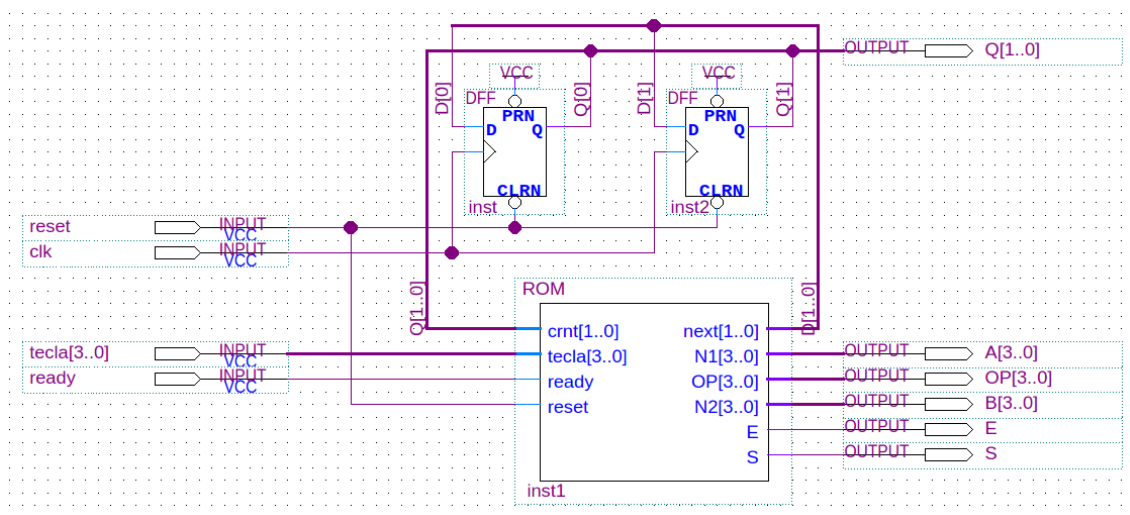 OUTPUT Q[1..0]
VCC VCC
D[0] Q[0] D[1] Q[1]
DFF DFF
PRN PRN
D Q D Q
CLRN CLRN
inst inst2
reset INPUT
VCC
clk INPUT
VCC
ROM
Q[1..0] D[1..0]
crnt[1..0] next[1..0]
tecla[3..0] INPUT tecla[3..0] N1[3..0] OUTPUT A[3..0]
VCC
ready INPUT ready OP[3..0] OUTPUT OP[3..0]
VCC
reset N2[3..0] OUTPUT B[3..0]
E OUTPUT E
S OUTPUT S
inst1